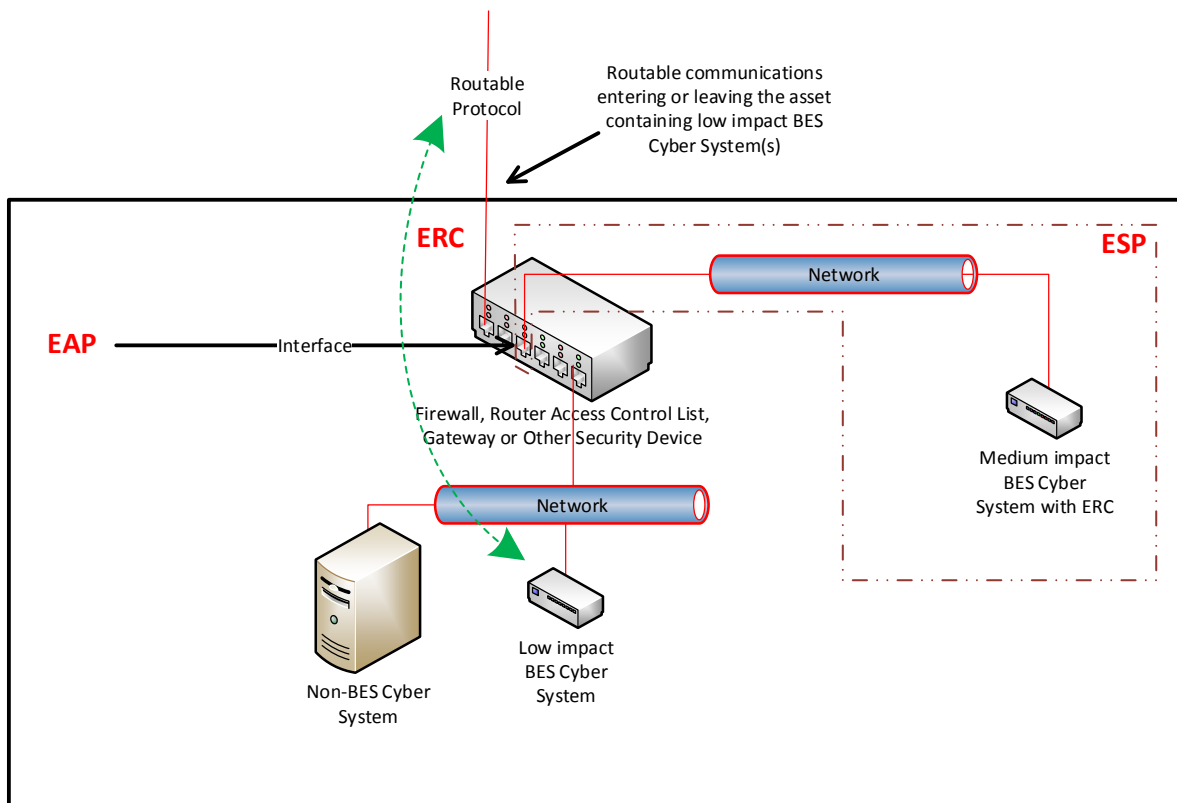 Routable
Protocol
Routable communications
entering or leaving the asset
containing low impact BES
Cyber System(s)
ERC
ESP
Network
EAP
Interface
Firewall, Router Access Control List,
Gateway or Other Security Device
Medium impact
BES Cyber
System with ERC
Network
Low impact
BES Cyber
System
Non-BES Cyber
System